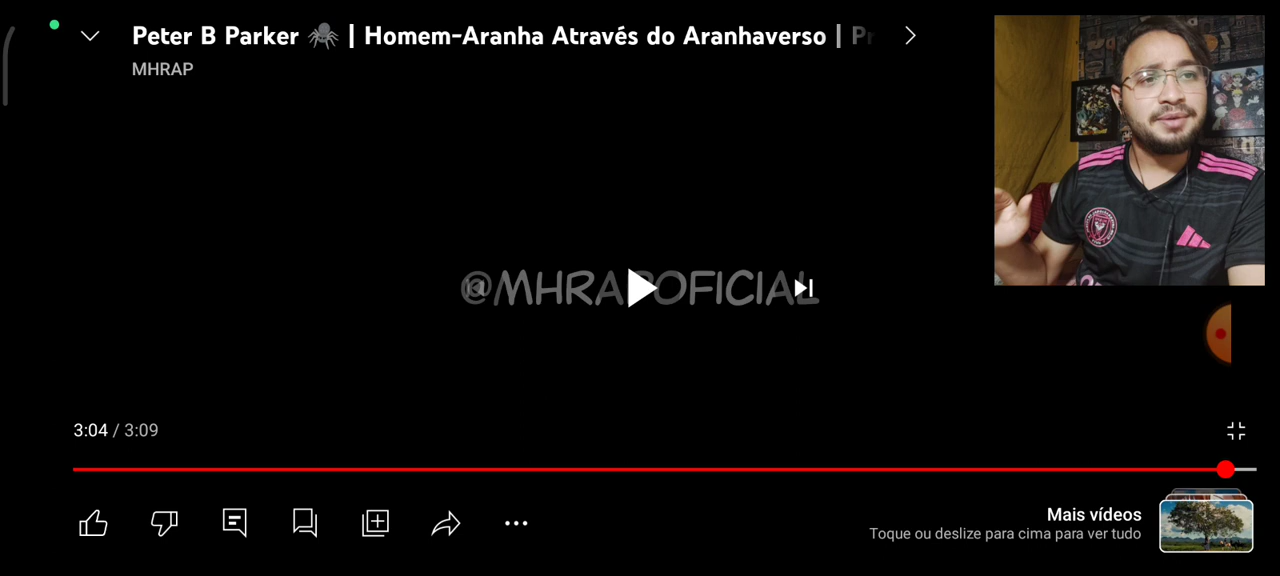 Peter B Parker 🕷 | Homem-Aranha Através do Aranhaverso |
MHRAP
@MHRAPOFICIAL
3:04 / 3:09
Mais vídeos
Toque ou deslize para cima para ver tudo